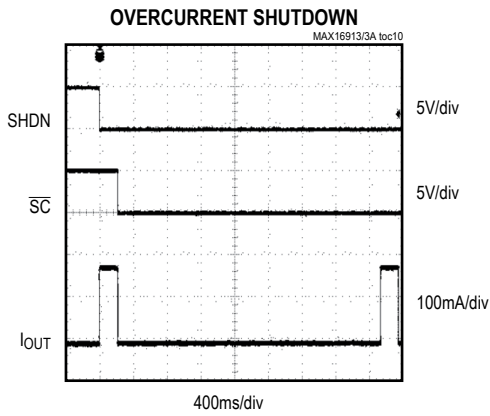 OVERCURRENT SHUTDOWN
MAX16913/3A toc10
SHDN
5V/div
SC
5V/div
IOUT
100mA/div
400ms/div